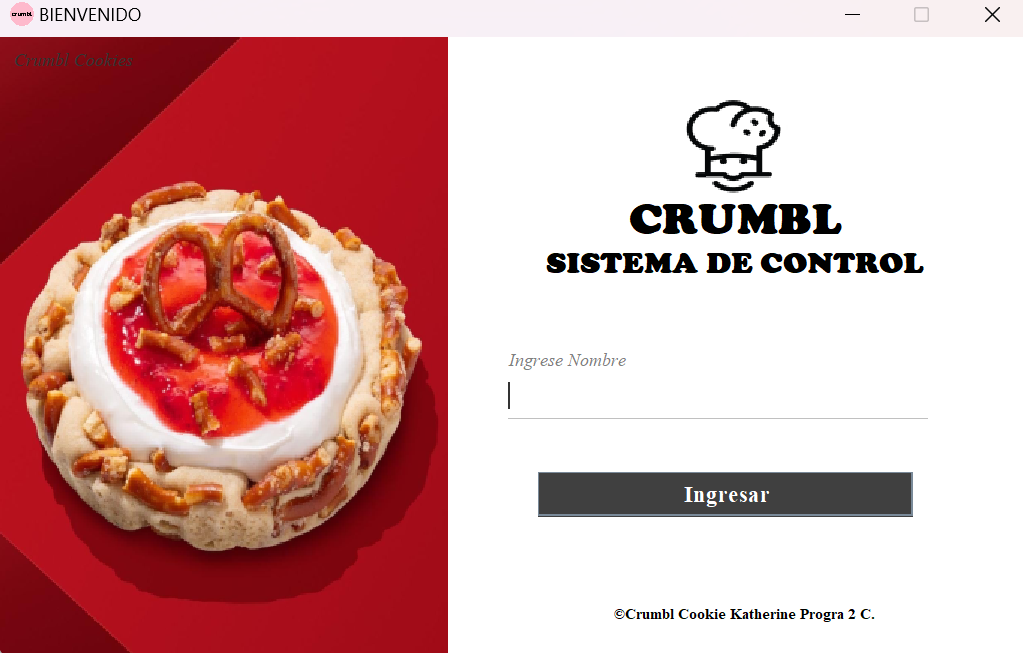 crumbl BIENVENIDO
Crumbl Cookies
CRUMBL
SISTEMA DE CONTROL
Ingrese Nombre
Ingresar
©Crumbl Cookie Katherine Progra 2 C.